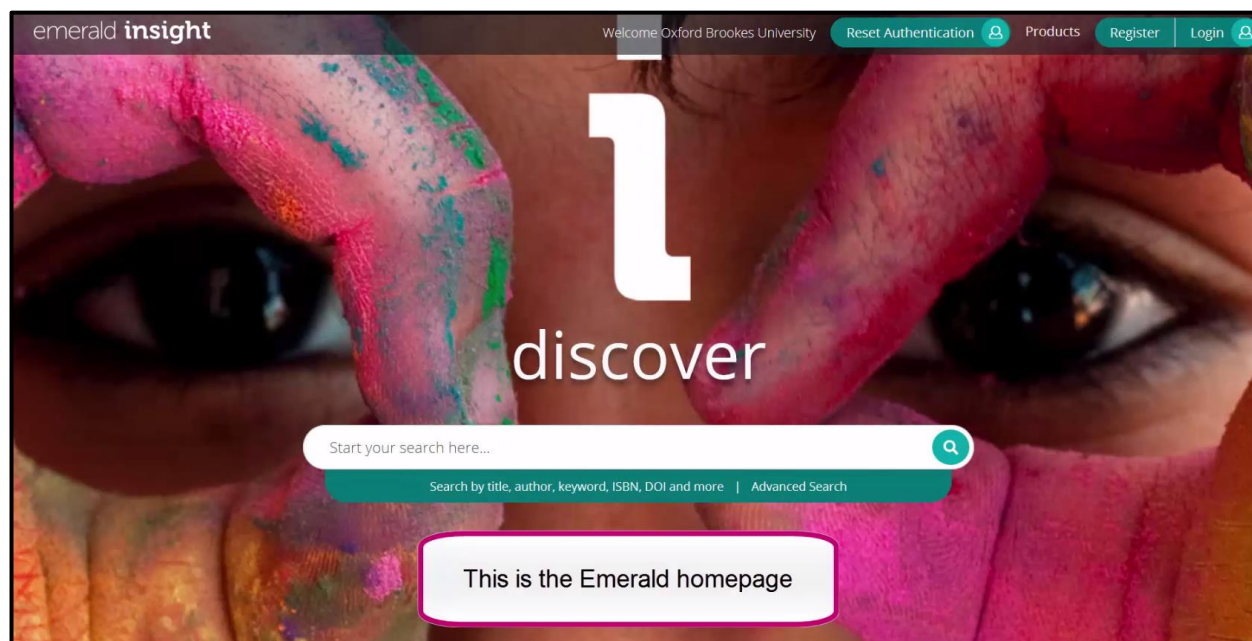 emerald insight
Welcome Oxford Brookes University
Reset Authentication
Products
Register
Login
discover
Start your search here...
Search by title, author, keyword, ISBN, DOI and more | Advanced Search
This is the Emerald homepage